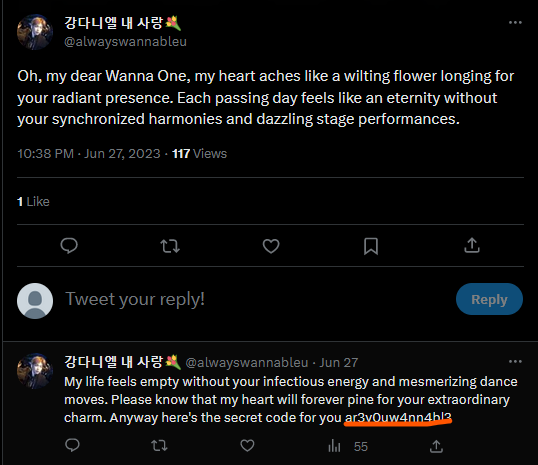 강다니엘 내 사랑💐
@alwayswannableu
Oh, my dear Wanna One, my heart aches like a wilting flower longing for
your radiant presence. Each passing day feels like an eternity without
your synchronized harmonies and dazzling stage performances.
10:38 PM · Jun 27, 2023 · 117 Views
1 Like
Tweet your reply!
Reply
강다니엘 내 사랑💐 @alwayswannableu · Jun 27
My life feels empty without your infectious energy and mesmerizing dance
moves. Please know that my heart will forever pine for your extraordinary
charm. Anyway here's the secret code for you ar3y0uw4nn4bl3
55